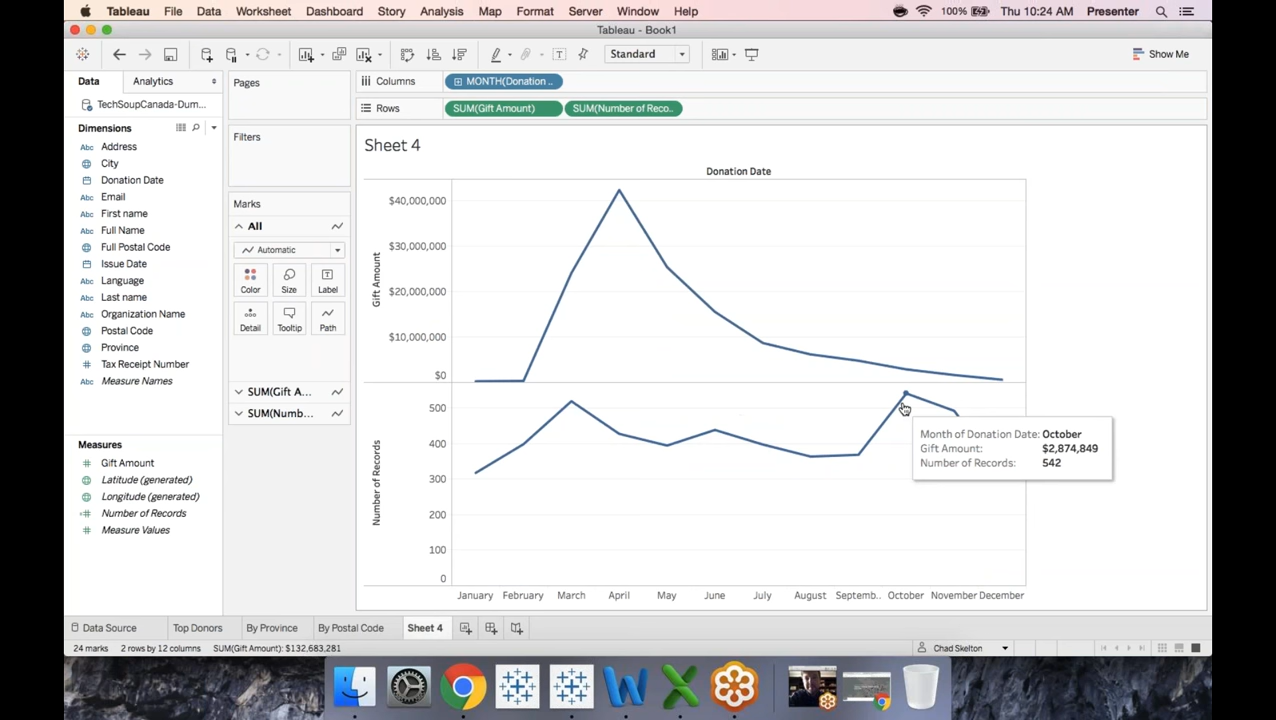 Tableau File Data Worksheet Dashboard Story Analysis Map Format Server Window Help 100% Thu 10:24 AM Presenter
Tableau - Book1
Standard Show Me
Data Analytics
TechSoupCanada-Dum...
Dimensions
Address
City
Donation Date
Email
First name
Full Name
Full Postal Code
Issue Date
Language
Last name
Organization Name
Postal Code
Province
Tax Receipt Number
Measure Names
Measures
Gift Amount
Latitude (generated)
Longitude (generated)
Number of Records
Measure Values
Pages
Filters
Marks
All
Automatic
Color Size Label
Detail Tooltip Path
SUM(Gift A...
SUM(Numb...
Columns MONTH(Donation ..
Rows SUM(Gift Amount) SUM(Number of Reco..
Sheet 4
Donation Date
Gift Amount
$40,000,000
$30,000,000
$20,000,000
$10,000,000
$0
Number of Records
500
400
300
200
100
0
Month of Donation Date: October
Gift Amount: $2,874,849
Number of Records: 542
January February March April May June July August Septemb.. October November December
Data Source Top Donors By Province By Postal Code Sheet 4
24 marks 2 rows by 12 columns SUM(Gift Amount): $132,683,281 Chad Skelton